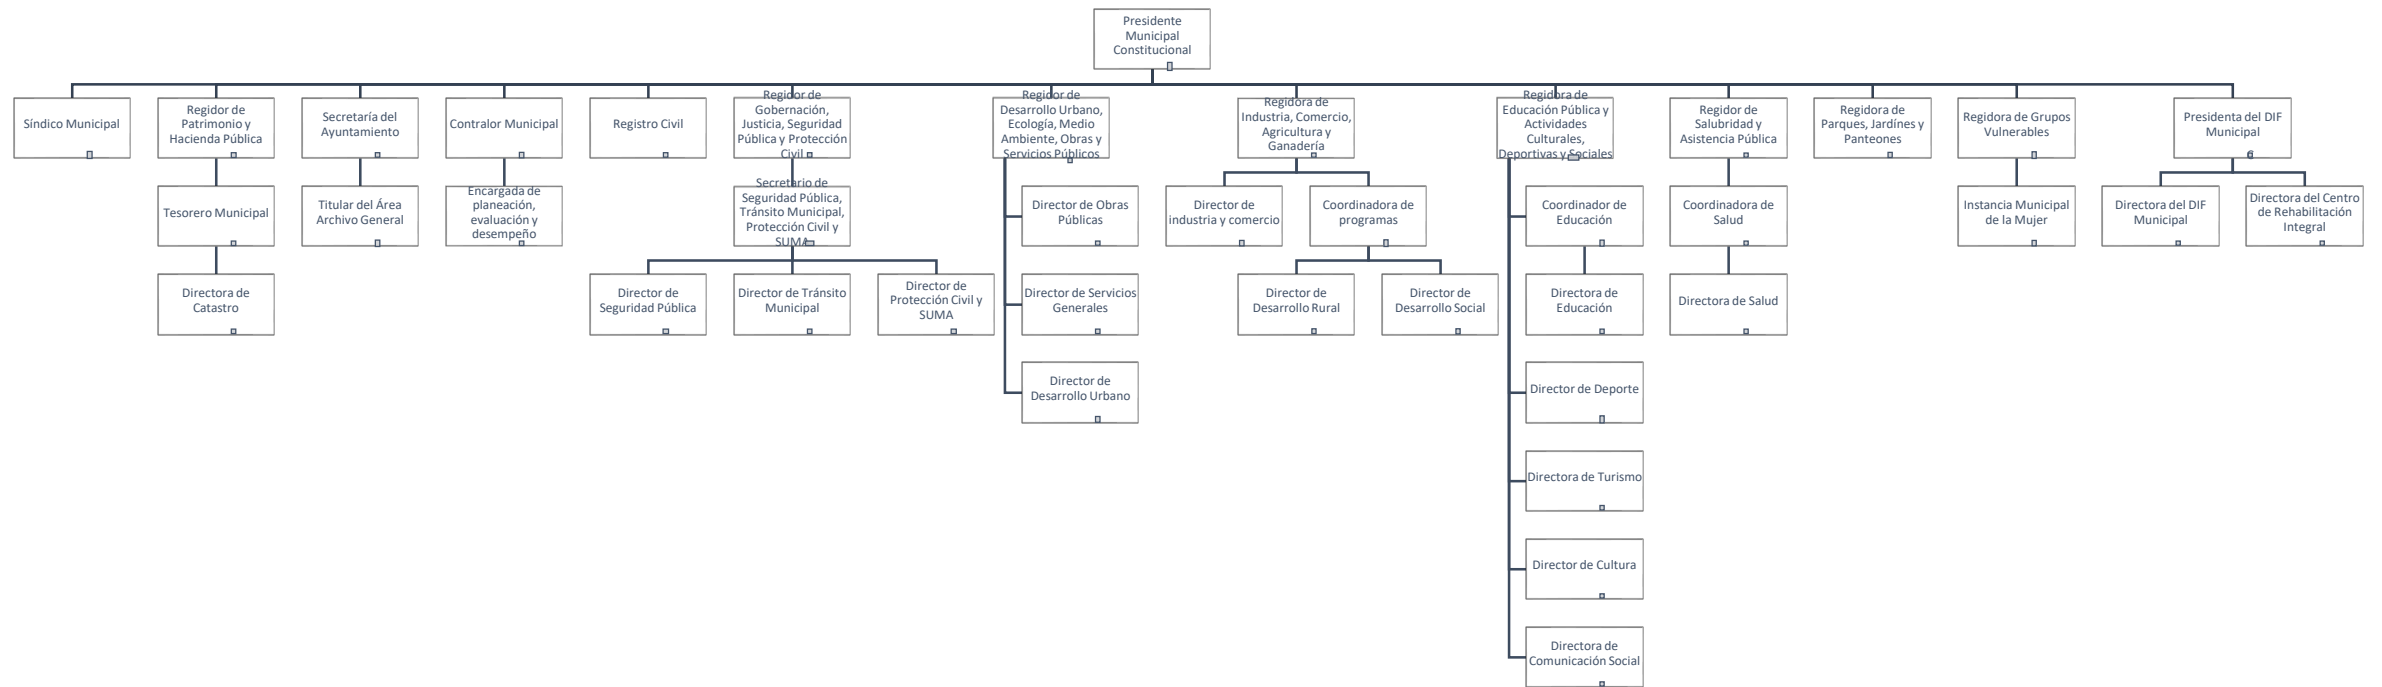 Presidente
Municipal
Constitucional
Síndico Municipal
Regidor de
Patrimonio y
Hacienda Pública
Secretaría del
Ayuntamiento
Contralor Municipal
Registro Civil
Regidor de
Gobernación,
Justicia, Seguridad
Pública y Protección
Civil
Regidor de
Desarrollo Urbano,
Ecología, Medio
Ambiente, Obras y
Servicios Públicos
Regidora de
Industria, Comercio,
Agricultura y
Ganadería
Regidora de
Educación Pública y
Actividades
Culturales,
Deportivas y Sociales
Regidor de
Salubridad y
Asistencia Pública
Regidora de
Parques, Jardínes y
Panteones
Regidora de Grupos
Vulnerables
Presidenta del DIF
Municipal
Tesorero Municipal
Titular del Área
Archivo General
Encargada de
planeación,
evaluación y
desempeño
Secretario de
Seguridad Pública,
Tránsito Municipal,
Protección Civil y
SUMA
Director de Obras
Públicas
Director de
industria y comercio
Coordinadora de
programas
Coordinador de
Educación
Coordinadora de
Salud
Instancia Municipal
de la Mujer
Directora del DIF
Municipal
Directora del Centro
de Rehabilitación
Integral
Directora de
Catastro
Director de
Seguridad Pública
Director de Tránsito
Municipal
Director de
Protección Civil y
SUMA
Director de Servicios
Generales
Director de
Desarrollo Rural
Director de
Desarrollo Social
Directora de
Educación
Directora de Salud
Director de
Desarrollo Urbano
Director de Deporte
Directora de Turismo
Director de Cultura
Directora de
Comunicación Social